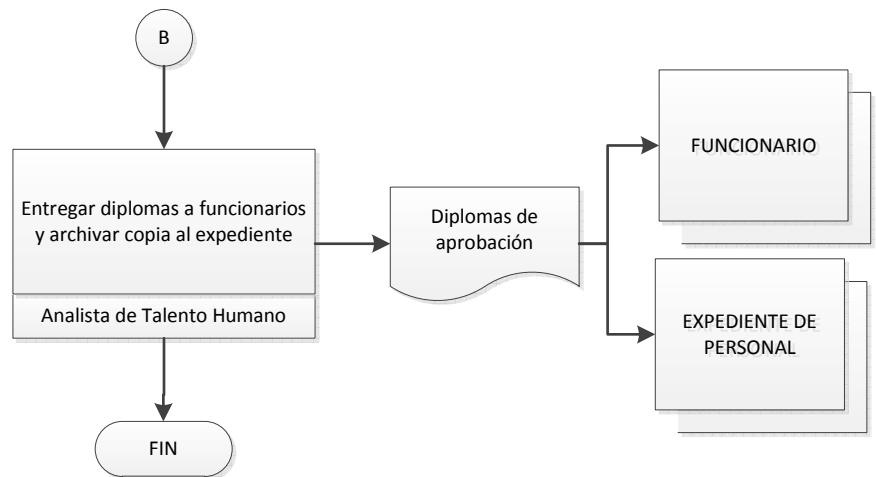 B
Entregar diplomas a funcionarios
y archivar copia al expediente
Analista de Talento Humano
FIN
Diplomas de
aprobación
FUNCIONARIO
EXPEDIENTE DE
PERSONAL